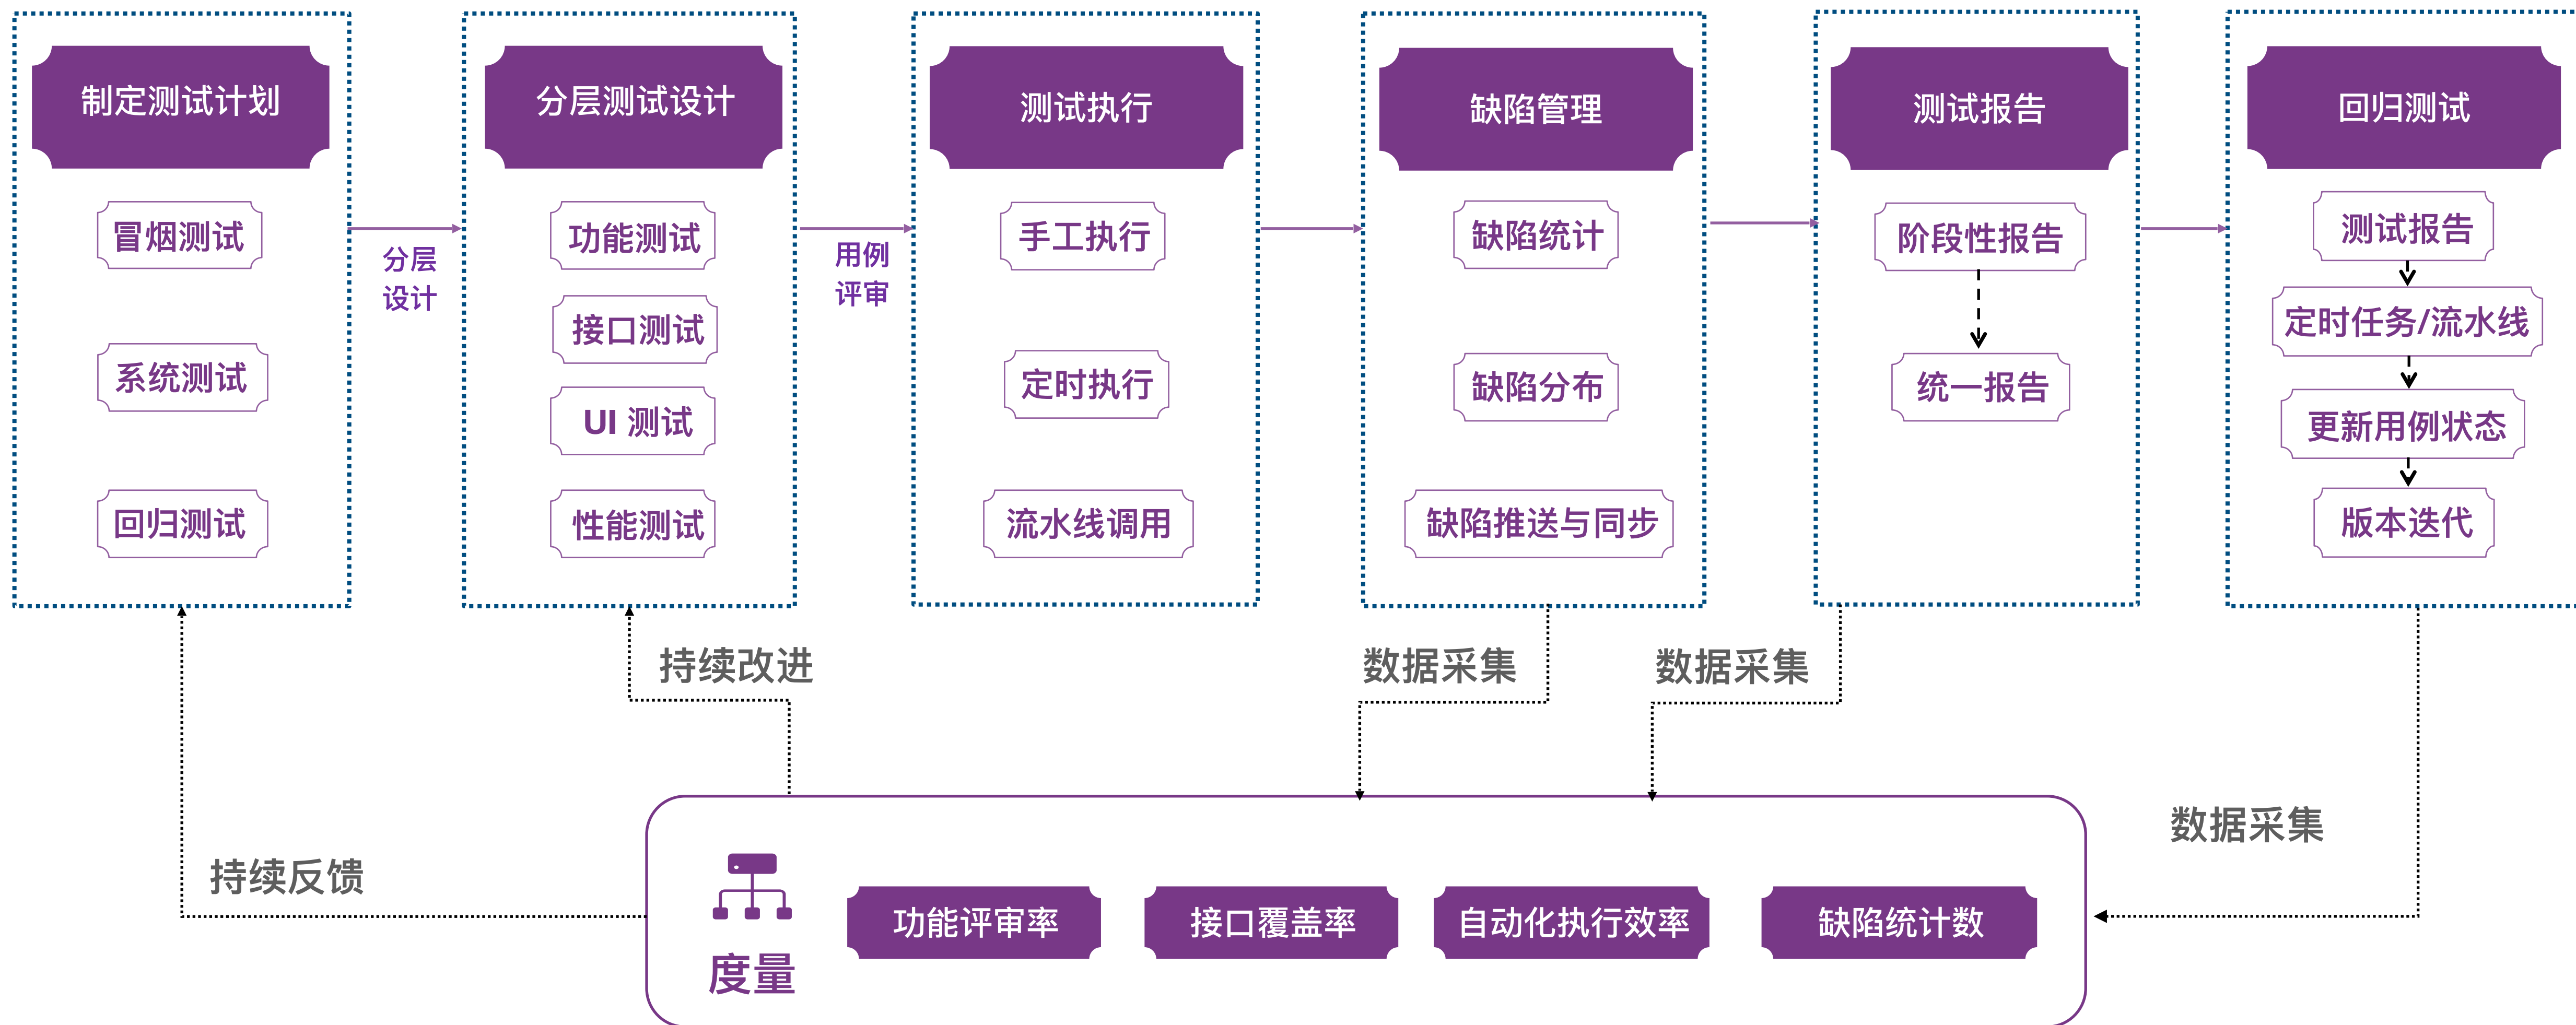 制定测试计划
冒烟测试
系统测试
回归测试
分层
设计
分层测试设计
功能测试
接口测试
UI 测试
性能测试
用例
评审
测试执行
手工执行
定时执行
流水线调用
缺陷管理
缺陷统计
缺陷分布
缺陷推送与同步
测试报告
阶段性报告
统一报告
回归测试
测试报告
定时任务/流水线
更新用例状态
版本迭代
持续改进
数据采集
数据采集
数据采集
持续反馈
度量
功能评审率
接口覆盖率
自动化执行效率
缺陷统计数